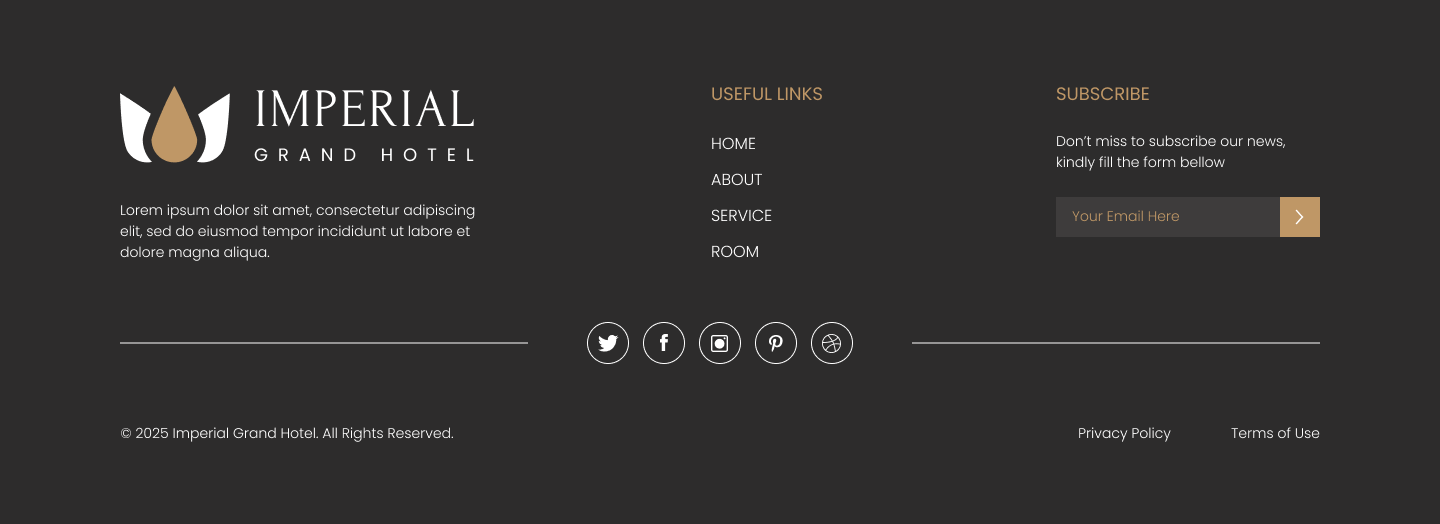 IMPERIAL
GRAND HOTEL
Lorem ipsum dolor sit amet, consectetur adipiscing
elit, sed do eiusmod tempor incididunt ut labore et
dolore magna aliqua.
USEFUL LINKS
HOME
ABOUT
SERVICE
ROOM
SUBSCRIBE
Don’t miss to subscribe our news,
kindly fill the form bellow
Your Email Here
© 2025 Imperial Grand Hotel. All Rights Reserved.
Privacy Policy
Terms of Use